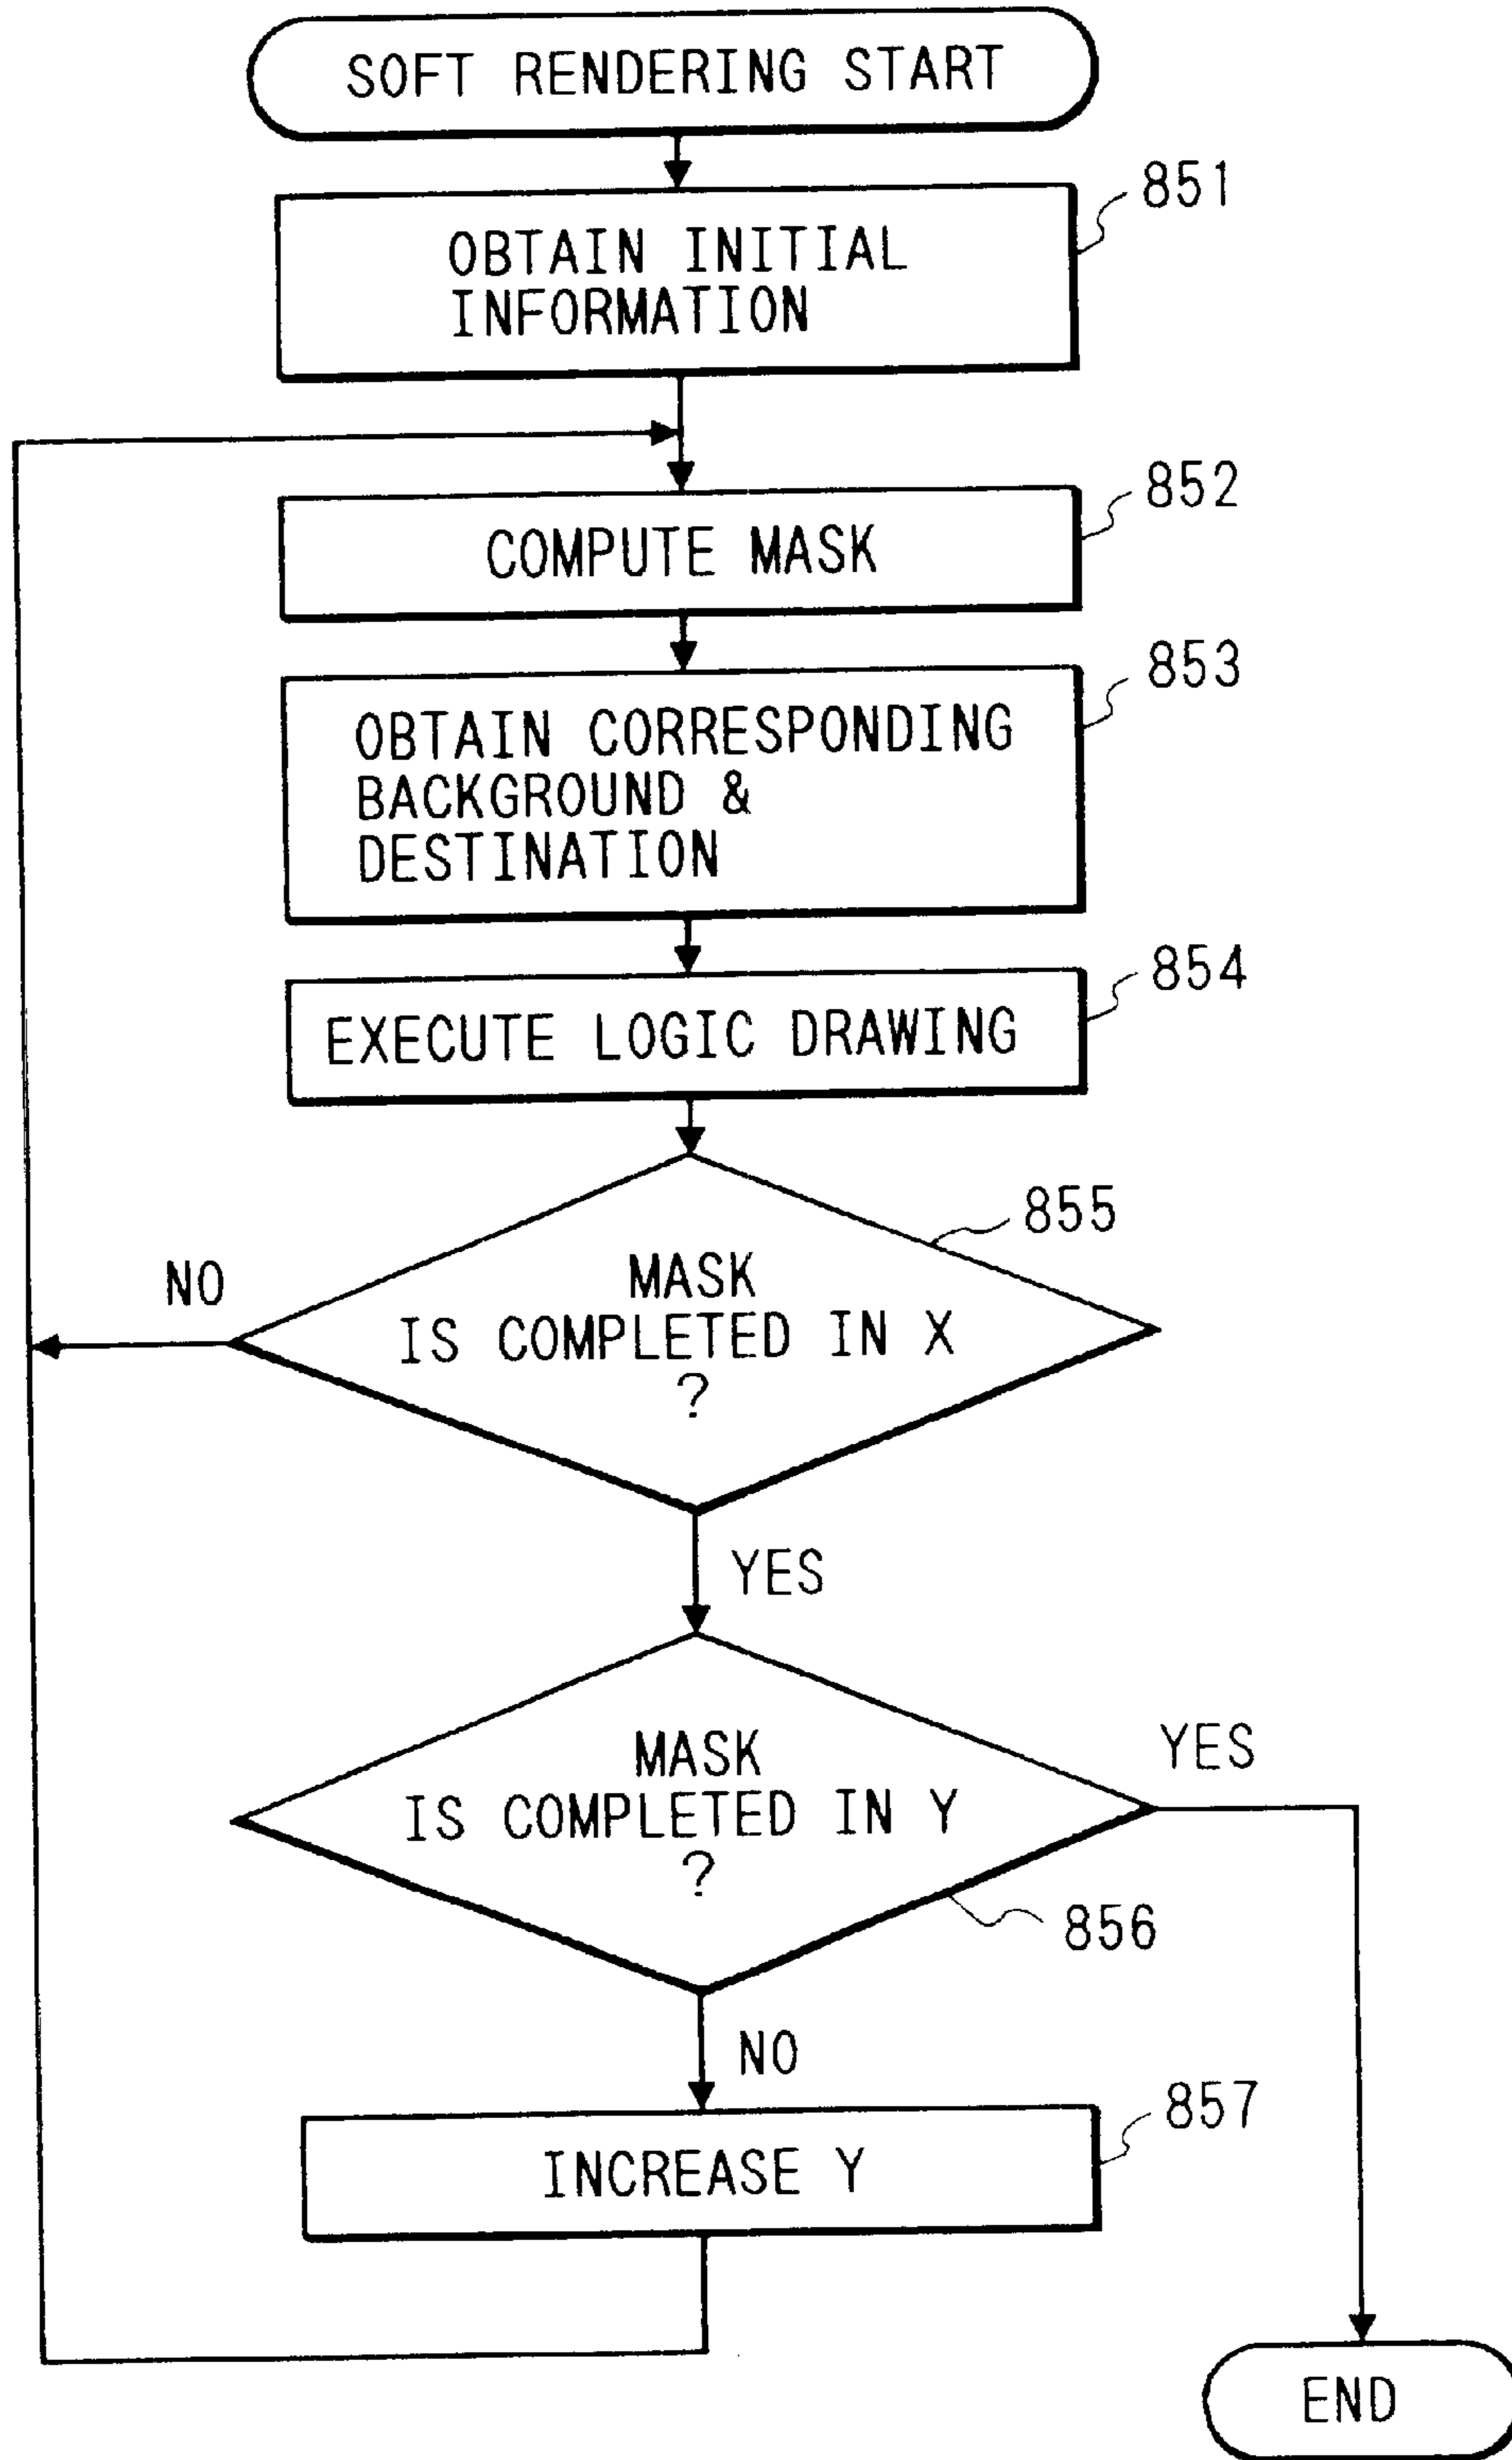 SOFT RENDERING START
851
OBTAIN INITIAL
INFORMATION
852
COMPUTE MASK
853
OBTAIN CORRESPONDING
BACKGROUND &
DESTINATION
854
EXECUTE LOGIC DRAWING
855
NO
MASK
IS COMPLETED IN X
?
YES
MASK
IS COMPLETED IN Y
?
YES
856
NO
857
INCREASE Y
END